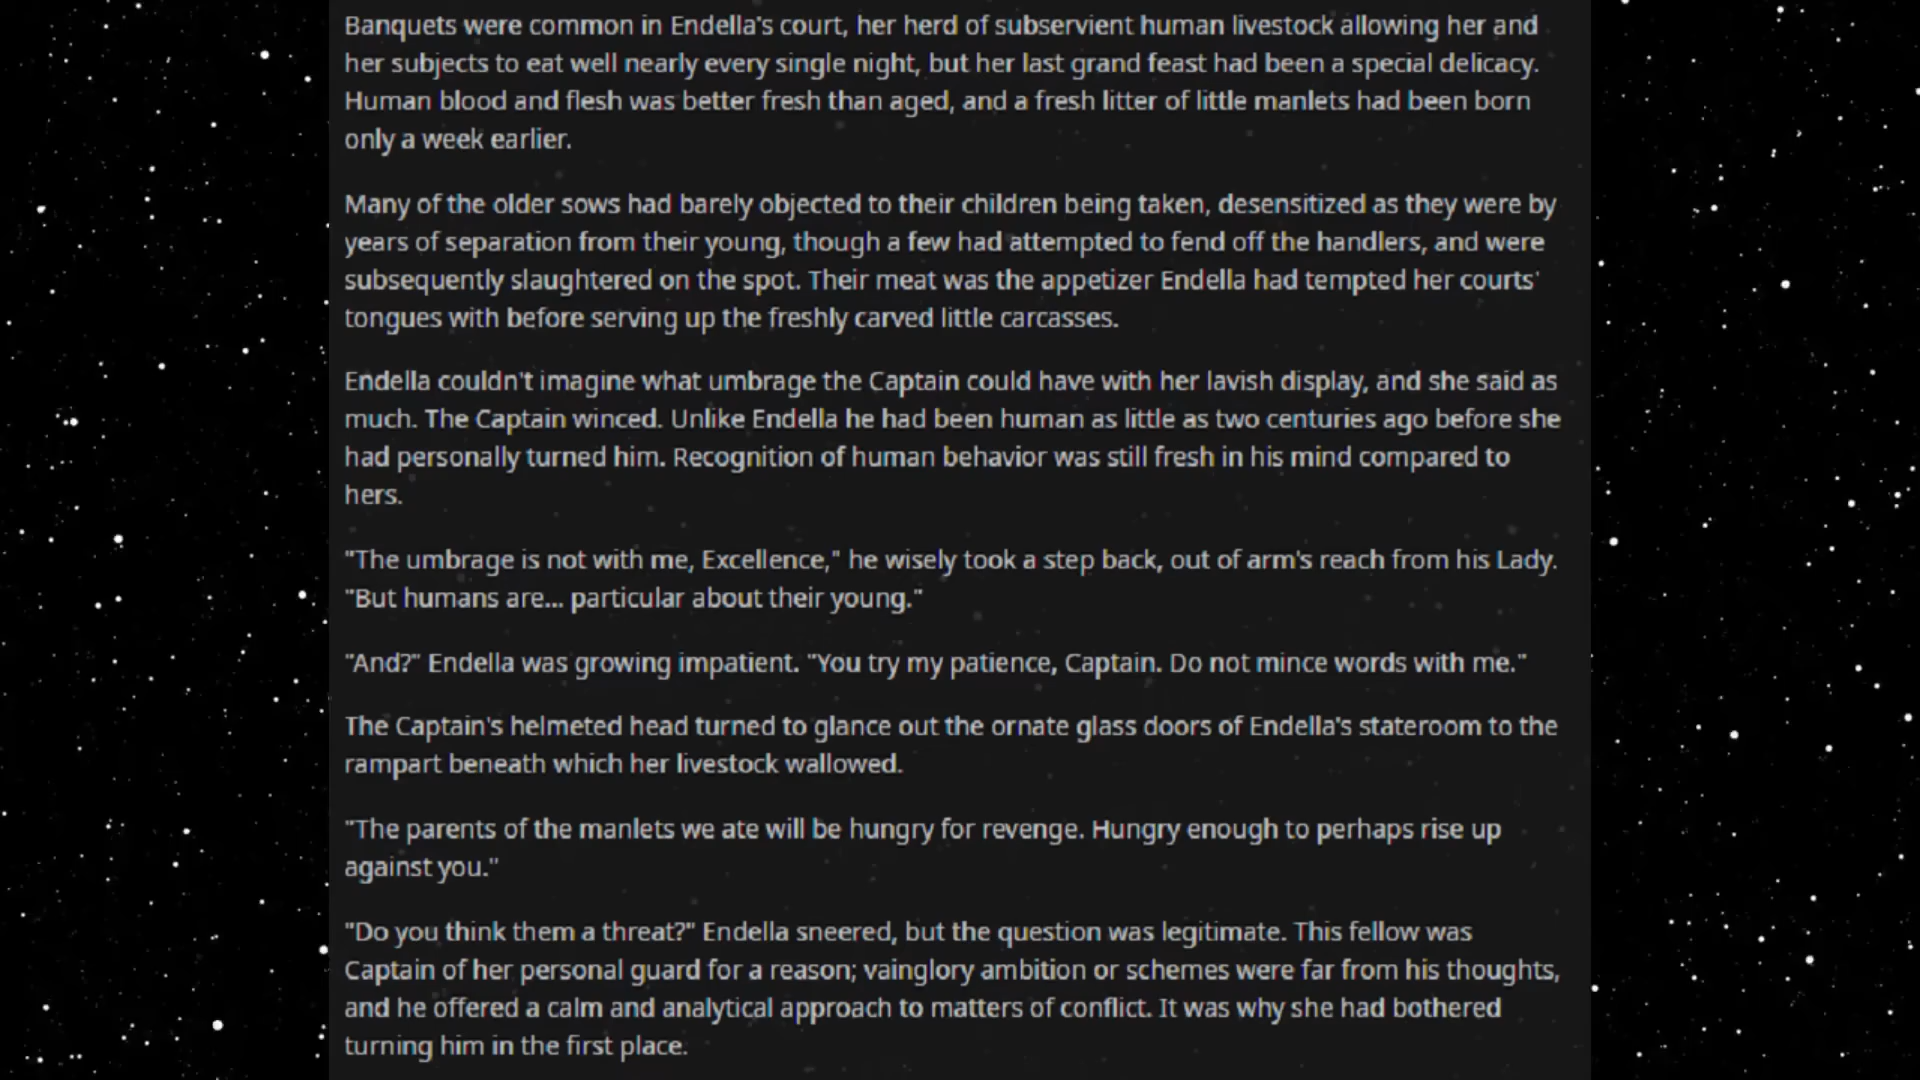 Banquets were common in Endella's court, her herd of subservient human livestock allowing her and
her subjects to eat well nearly every single night, but her last grand feast had been a special delicacy.
Human blood and flesh was better fresh than aged, and a fresh litter of little manlets had been born
only a week earlier.
Many of the older sows had barely objected to their children being taken, desensitized as they were by
years of separation from their young, though a few had attempted to fend off the handlers, and were
subsequently slaughtered on the spot. Their meat was the appetizer Endella had tempted her courts'
tongues with before serving up the freshly carved little carcasses.
Endella couldn't imagine what umbrage the Captain could have with her lavish display, and she said as
much. The Captain winced. Unlike Endella he had been human as little as two centuries ago before she
had personally turned him. Recognition of human behavior was still fresh in his mind compared to
hers.
"The umbrage is not with me, Excellence," he wisely took a step back, out of arm's reach from his Lady.
"But humans are... particular about their young."
"And?" Endella was growing impatient. "You try my patience, Captain. Do not mince words with me."
The Captain's helmeted head turned to glance out the ornate glass doors of Endella's stateroom to the
rampart beneath which her livestock wallowed.
"The parents of the manlets we ate will be hungry for revenge. Hungry enough to perhaps rise up
against you."
"Do you think them a threat?" Endella sneered, but the question was legitimate. This fellow was
Captain of her personal guard for a reason; vainglory ambition or schemes were far from his thoughts,
and he offered a calm and analytical approach to matters of conflict. It was why she had bothered
turning him in the first place.